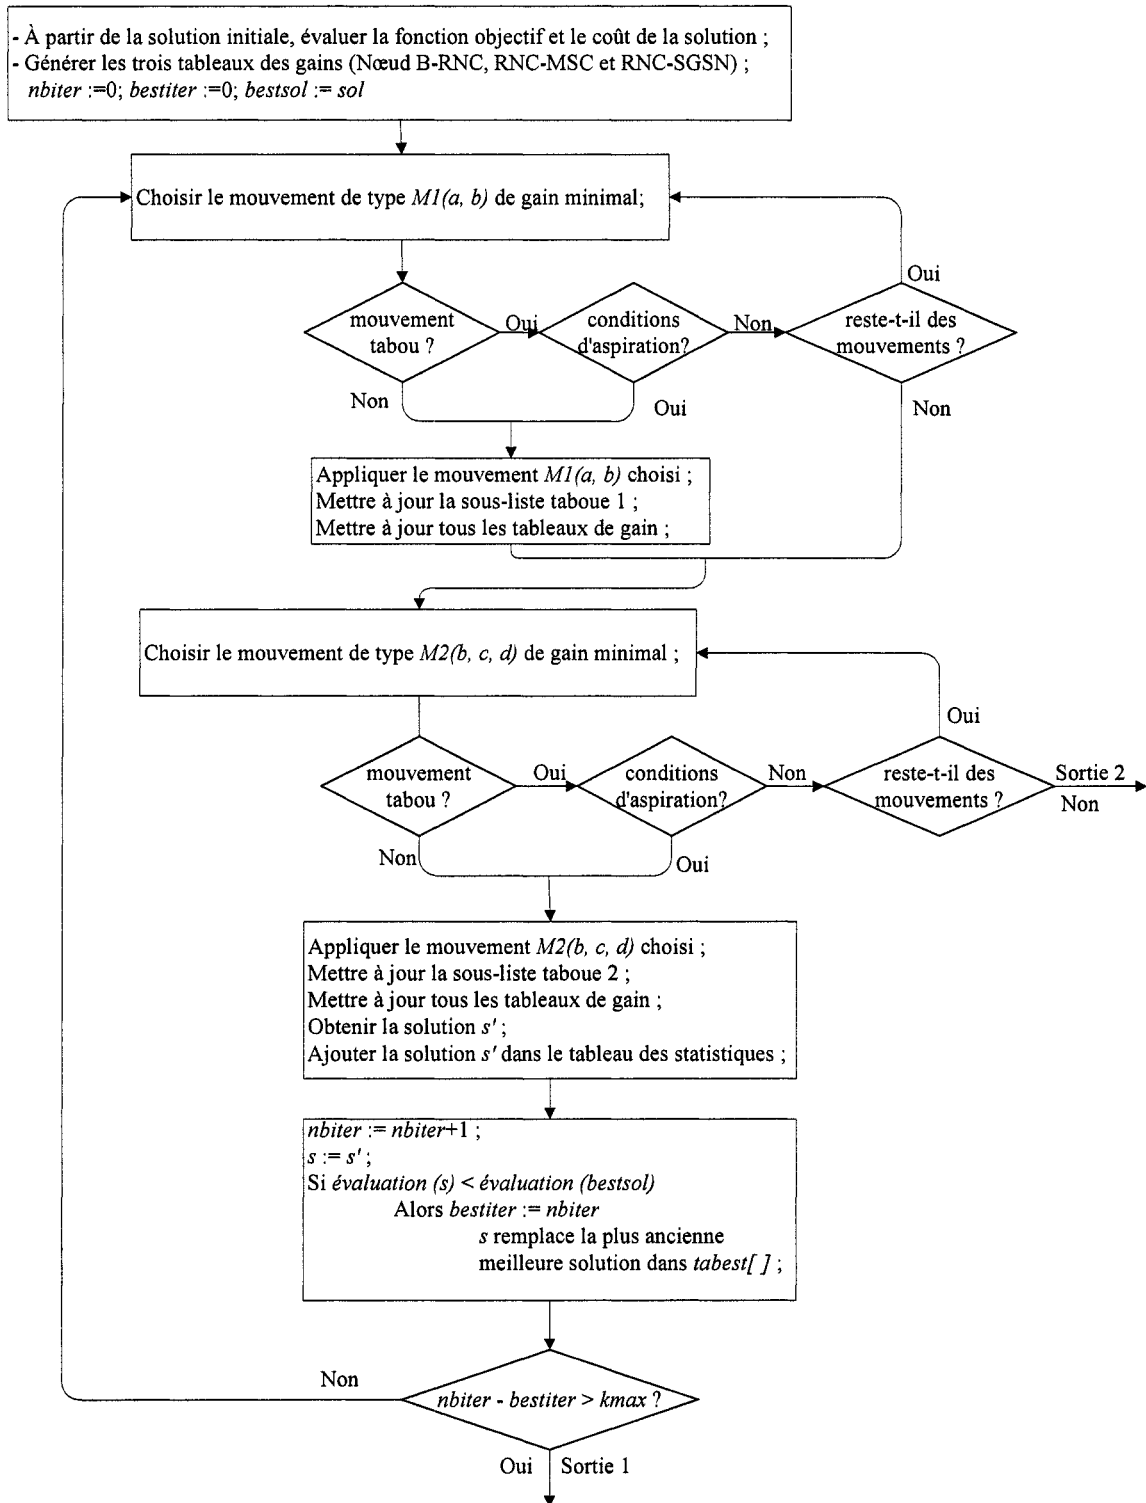 - À partir de la solution initiale, évaluer la fonction objectif et le coût de la solution ;
- Générer les trois tableaux des gains (Nœud B-RNC, RNC-MSC et RNC-SGSN) ;
nbiter :=0; bestiter :=0; bestsol := sol
Choisir le mouvement de type M1(a, b) de gain minimal;
Oui
mouvement
tabou ?
Oui
conditions
d'aspiration?
Non
reste-t-il des
mouvements ?
Non
Oui
Non
Appliquer le mouvement M1(a, b) choisi ;
Mettre à jour la sous-liste taboue 1 ;
Mettre à jour tous les tableaux de gain ;
Choisir le mouvement de type M2(b, c, d) de gain minimal ;
Oui
mouvement
tabou ?
Oui
conditions
d'aspiration?
Non
reste-t-il des
mouvements ?
Sortie 2
Non
Non
Oui
Appliquer le mouvement M2(b, c, d) choisi ;
Mettre à jour la sous-liste taboue 2 ;
Mettre à jour tous les tableaux de gain ;
Obtenir la solution s' ;
Ajouter la solution s' dans le tableau des statistiques ;
nbiter := nbiter+1 ;
s := s' ;
Si évaluation (s) < évaluation (bestsol)
Alors bestiter := nbiter
s remplace la plus ancienne
meilleure solution dans tabest[ ] ;
Non
nbiter - bestiter > kmax ?
Oui
Sortie 1